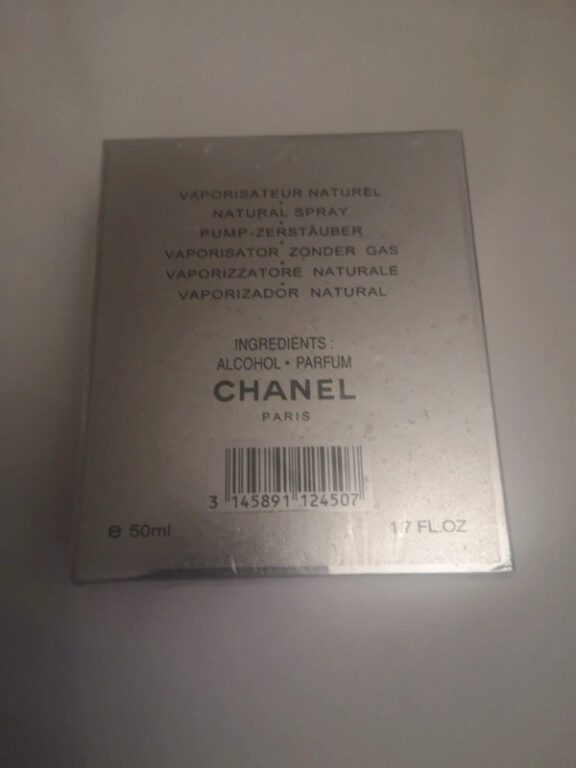 VAPORISATEUR NATUREL
NATURAL SPRAY
PUMP-ZERSTÄUBER
VAPORISATOR ZONDER GAS
VAPORIZZATORE NATURALE
VAPORIZADOR NATURAL
INGREDIÉNTS :
ALCOHOL • PARFUM
CHANEL
PARIS
3 145891 124507
e 50ml 1.7 FL.OZ